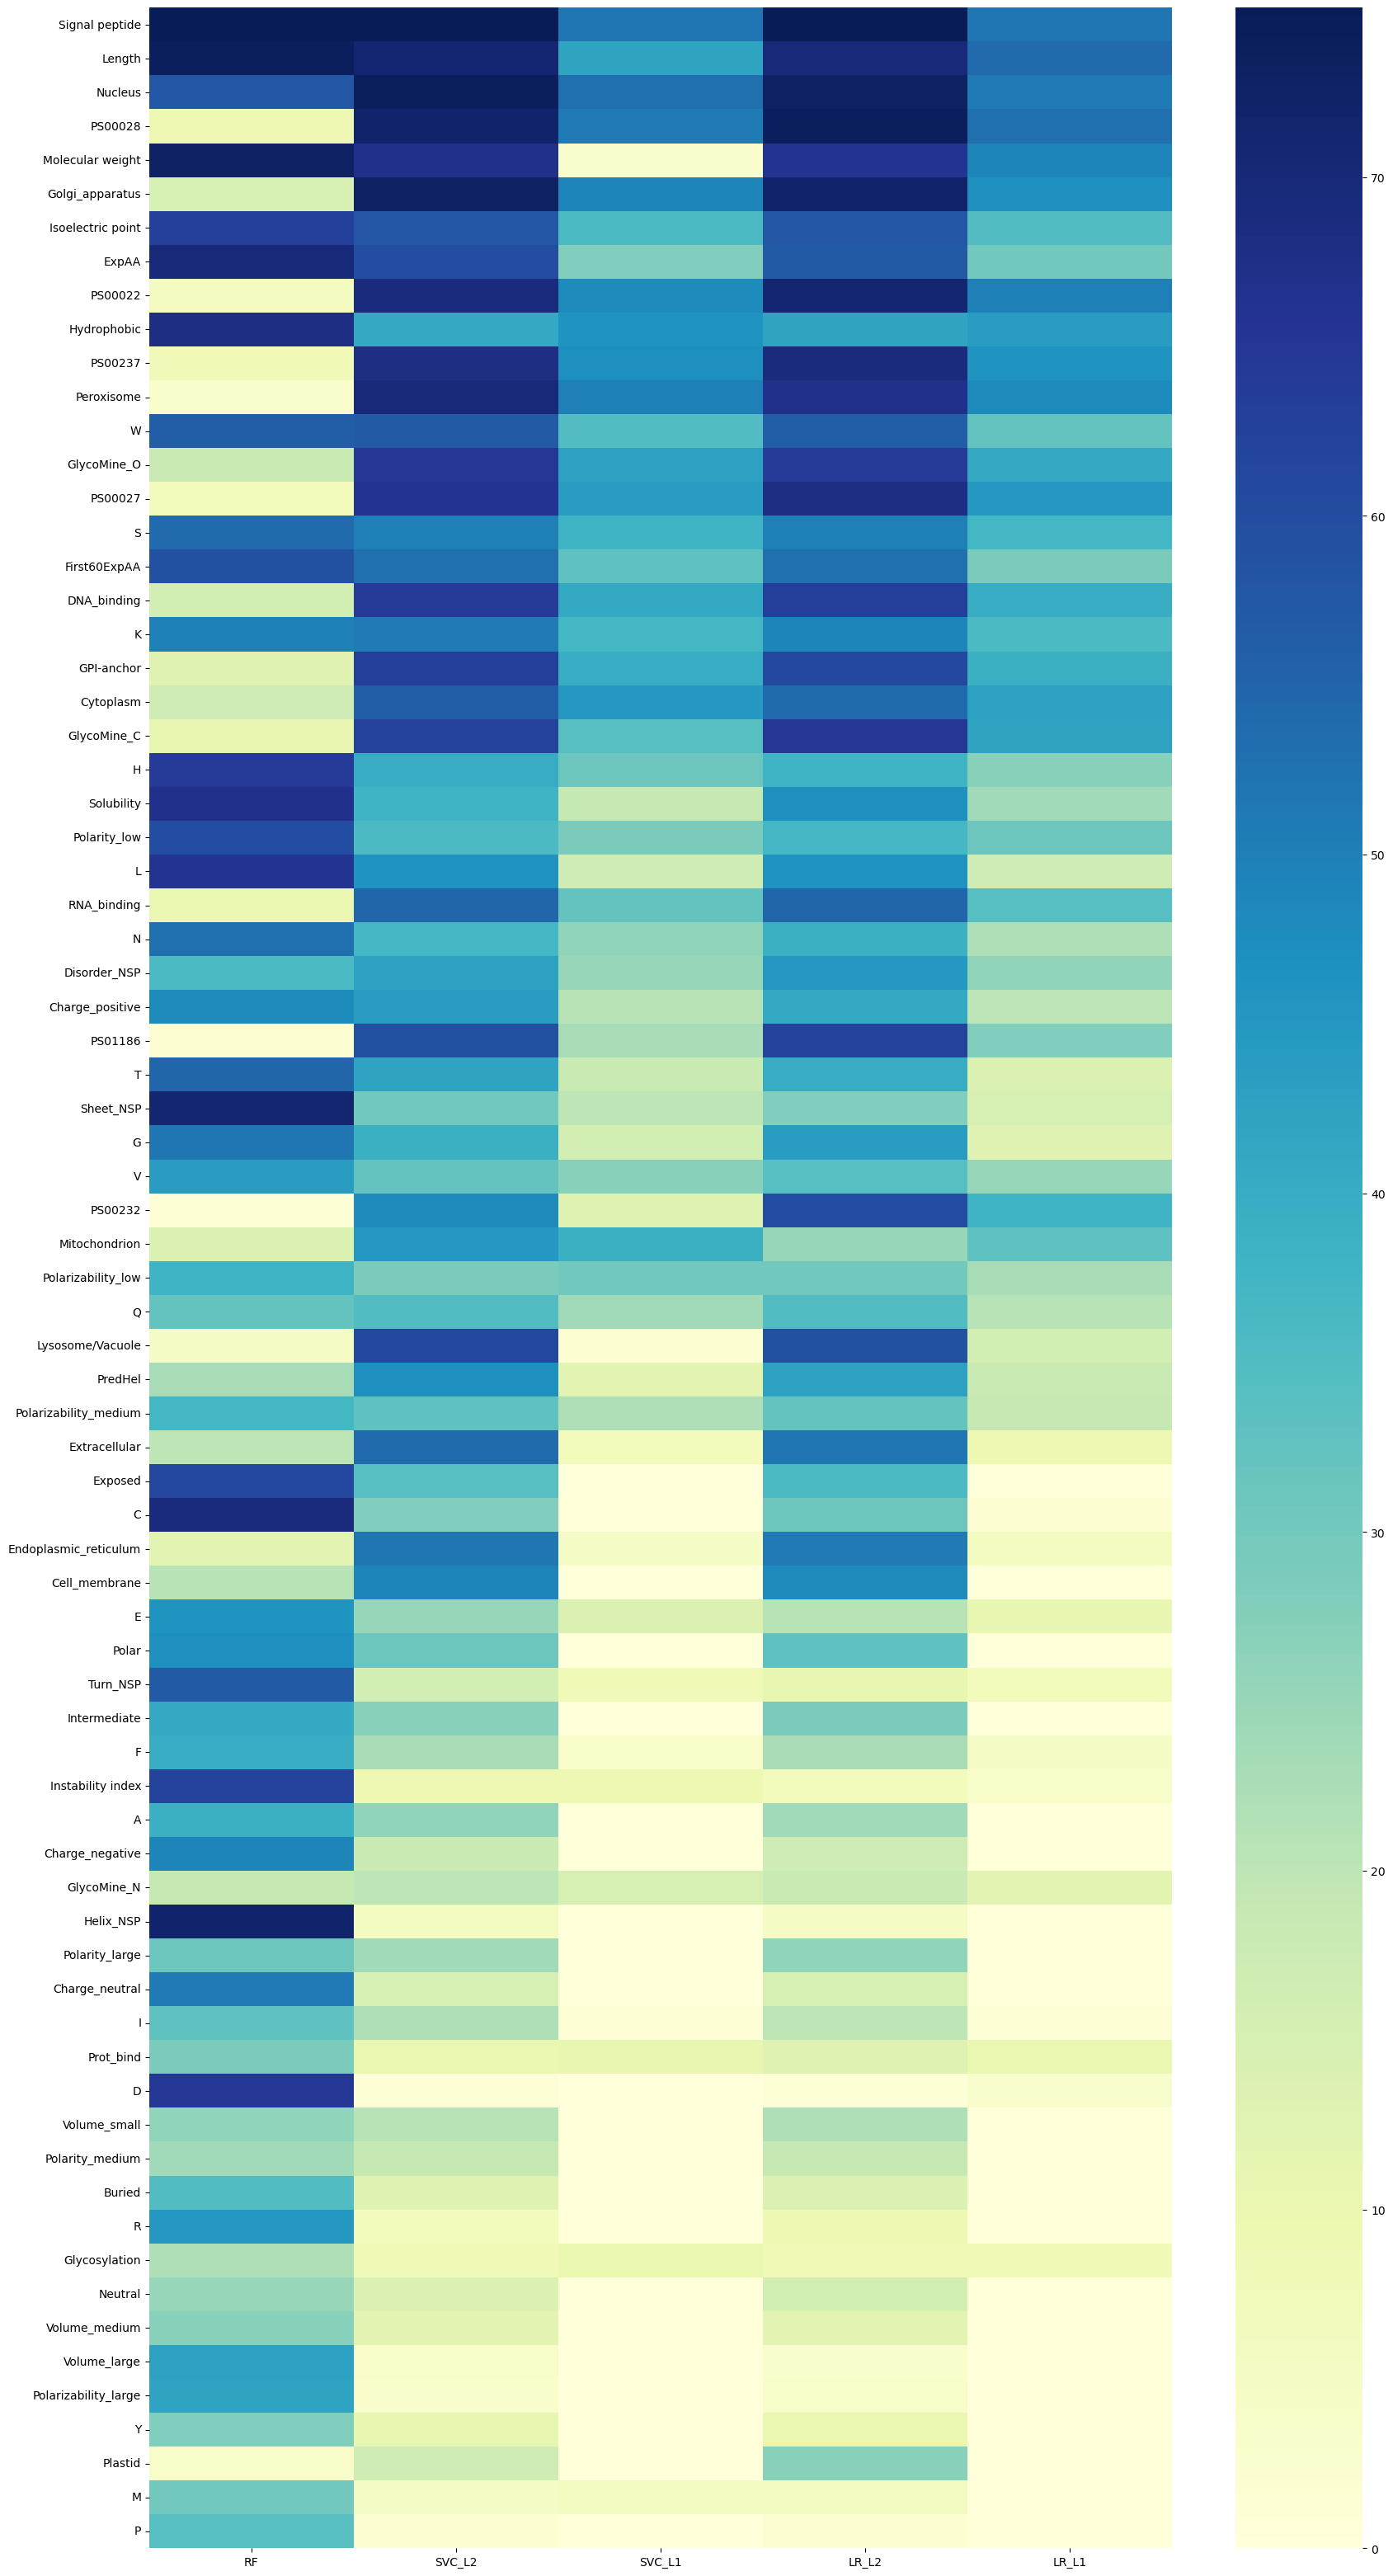 Signal peptide
Length
Nucleus
PS00028
Molecular weight
Golgi_apparatus
Isoelectric point
ExpAA
PS00022
Hydrophobic
PS00237
Peroxisome
W
GlycoMine_O
PS00027
S
First60ExpAA
DNA_binding
K
GPI-anchor
Cytoplasm
GlycoMine_C
H
Solubility
Polarity_low
L
RNA_binding
N
Disorder_NSP
Charge_positive
PS01186
T
Sheet_NSP
G
V
PS00232
Mitochondrion
Polarizability_low
Q
Lysosome/Vacuole
PredHel
Polarizability_medium
Extracellular
Exposed
C
Endoplasmic_reticulum
Cell_membrane
E
Polar
Turn_NSP
Intermediate
F
Instability index
A
Charge_negative
GlycoMine_N
Helix_NSP
Polarity_large
Charge_neutral
I
Prot_bind
D
Volume_small
Polarity_medium
Buried
R
Glycosylation
Neutral
Volume_medium
Volume_large
Polarizability_large
Y
Plastid
M
P
RF SVC_L2 SVC_L1 LR_L2 LR_L1
70
60
50
40
30
20
10
0